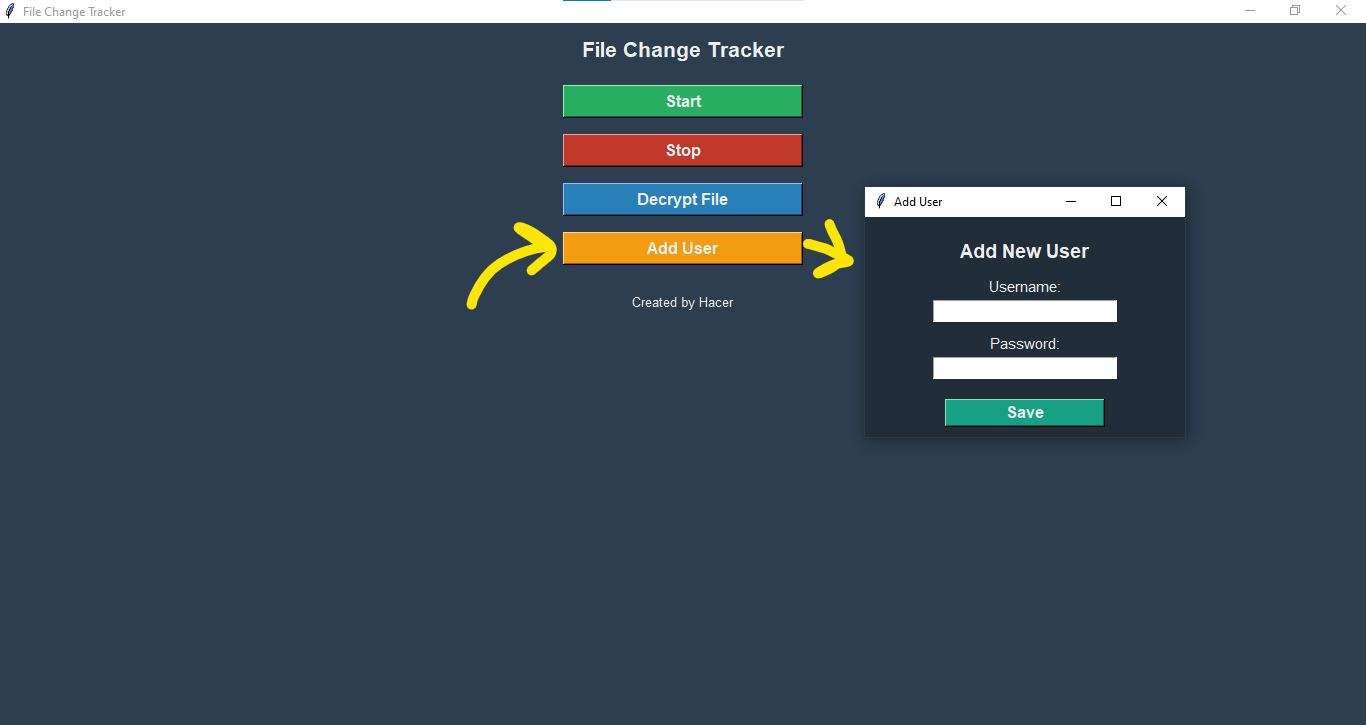 File Change Tracker
File Change Tracker
Start
Stop
Decrypt File
Add User
Created by Hacer
Add User
Add New User
Username:
Password:
Save